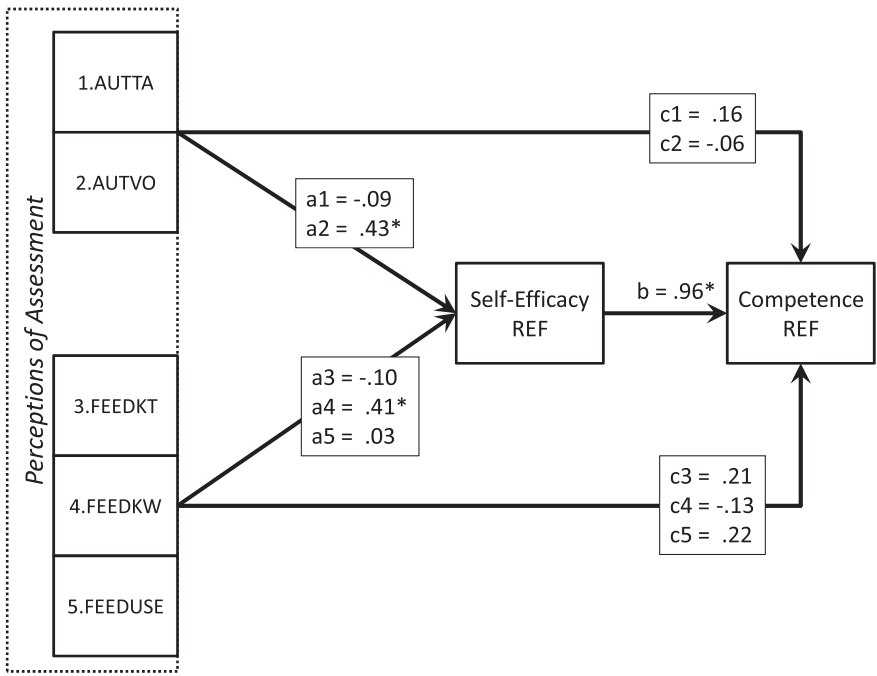 Perceptions of Assessment
1.AUTTA
2.AUTVO
3.FEEDKT
4.FEEDKW
5.FEEDUSE
a1 = -.09
a2 = .43*
a3 = -.10
a4 = .41*
a5 = .03
Self-Efficacy
REF
b = .96*
c1 = .16
c2 = -.06
Competence
REF
c3 = .21
c4 = -.13
c5 = .22